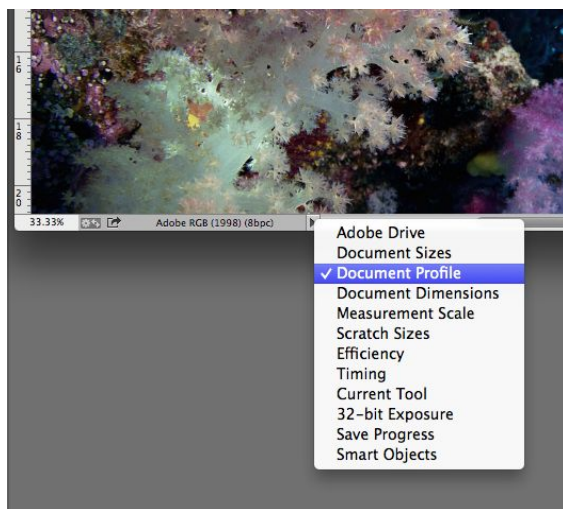 1
6
1
8
2
0
33.33%
Adobe RGB (1998) (8bpc)
Adobe Drive
Document Sizes
✓ Document Profile
Document Dimensions
Measurement Scale
Scratch Sizes
Efficiency
Timing
Current Tool
32-bit Exposure
Save Progress
Smart Objects